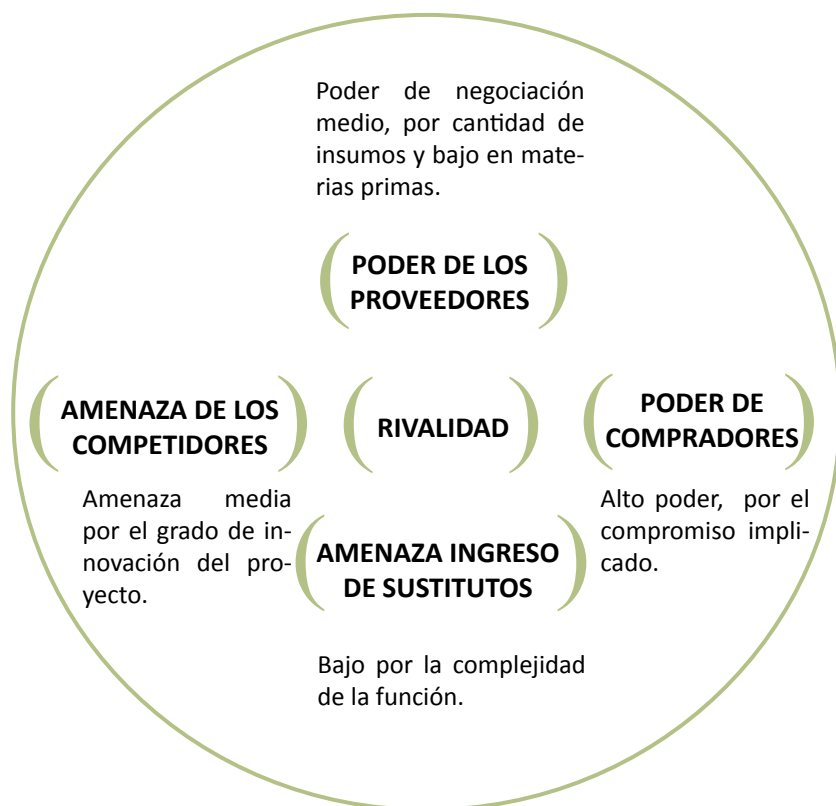 Poder de negociación
medio, por cantidad de
insumos y bajo en mate-
rias primas.
PODER DE LOS
PROVEEDORES
AMENAZA DE LOS
COMPETIDORES
Amenaza media
por el grado de in-
novación del pro-
yecto.
RIVALIDAD
PODER DE
COMPRADORES
Alto poder, por el
compromiso impli-
cado.
AMENAZA INGRESO
DE SUSTITUTOS
Bajo por la complejidad
de la función.